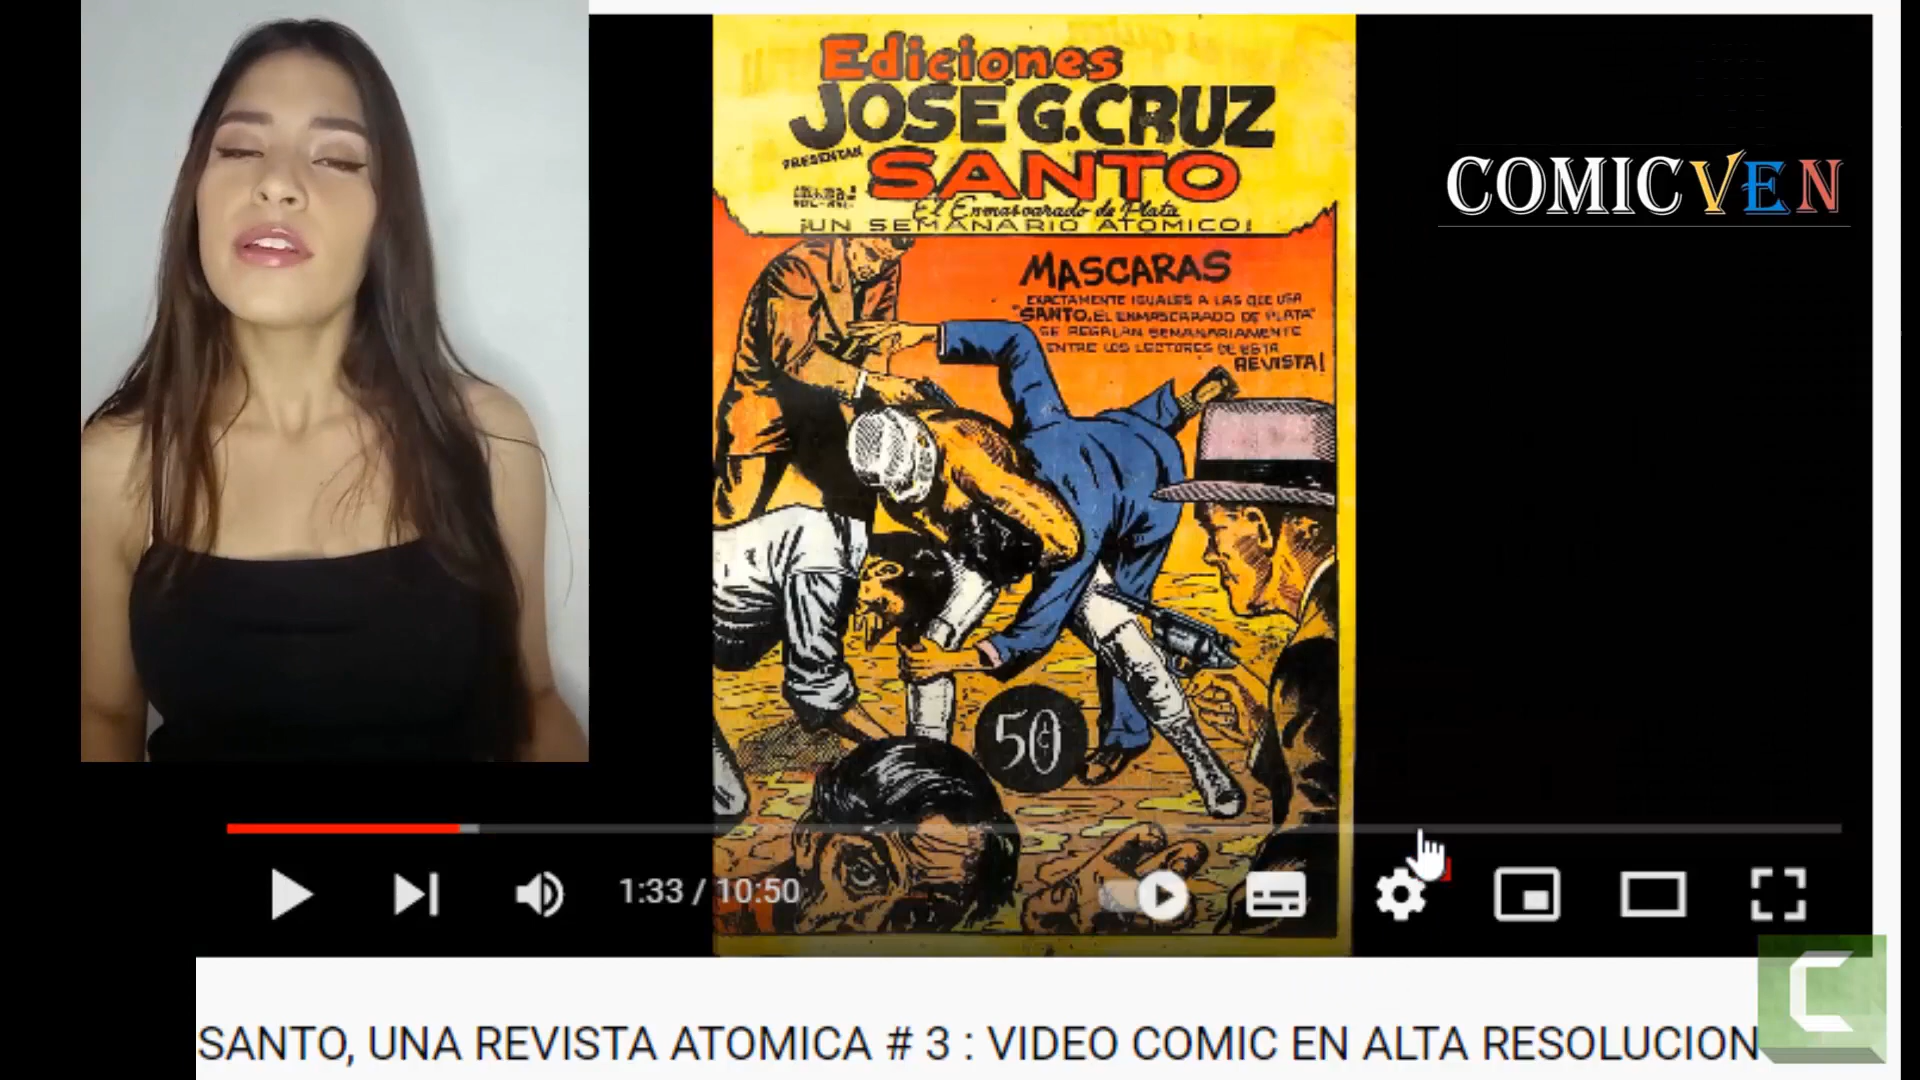 Ediciones
JOSE G. CRUZ
PRESENTAN
SANTO
El Enmascarado de Plata
¡UN SEMANARIO ATOMICO!
COMICVEN
MASCARAS
EXACTAMENTE IGUALES A LAS QUE USA
"SANTO, EL ENMASCARADO DE PLATA"
SE REGALAN SEMANARIAMENTE
ENTRE LOS LECTORES DE ESTA
REVISTA!
50¢
1:33 / 10:50
SANTO, UNA REVISTA ATOMICA # 3 : VIDEO COMIC EN ALTA RESOLUCION